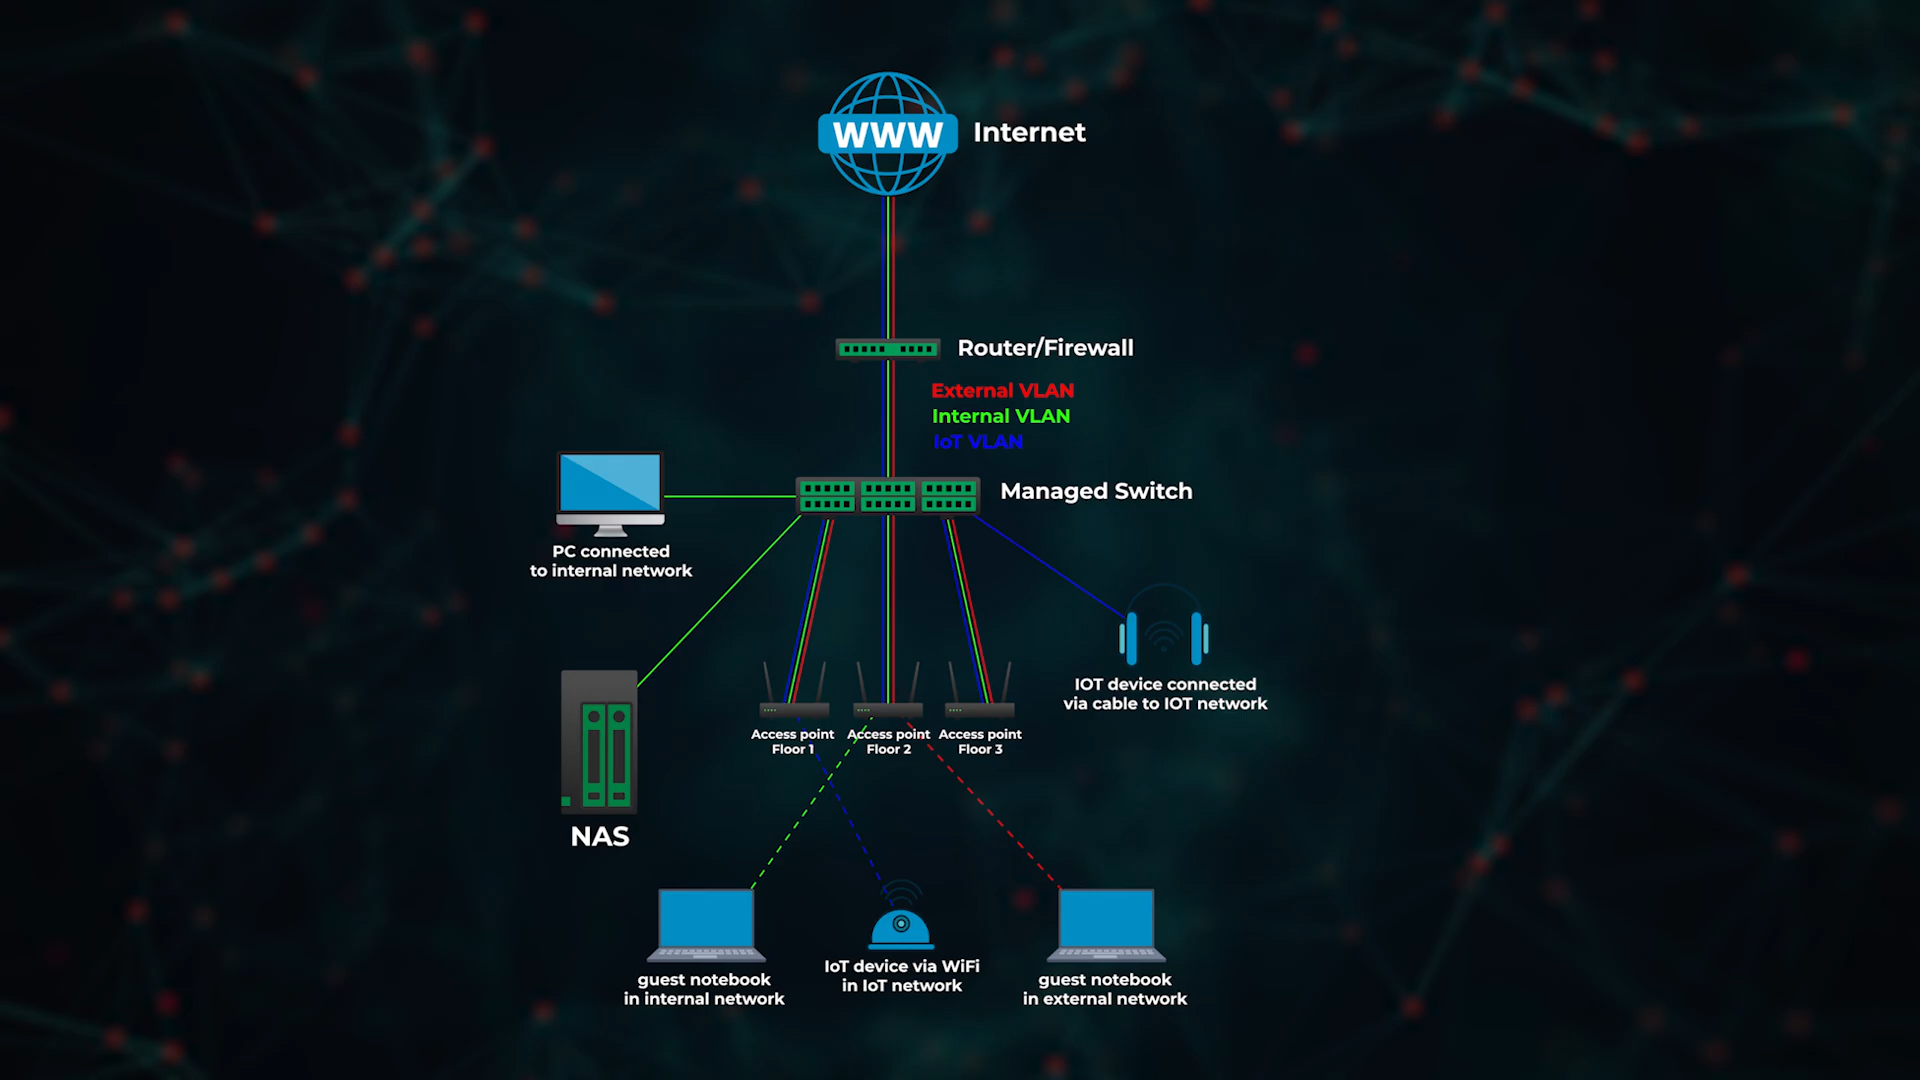 WWW
Internet
Router/Firewall
External VLAN
Internal VLAN
IoT VLAN
Managed Switch
PC connected
to internal network
IOT device connected
via cable to IOT network
Access point
Floor 1
Access point
Floor 2
Access point
Floor 3
NAS
guest notebook
in internal network
IoT device via WiFi
in IoT network
guest notebook
in external network